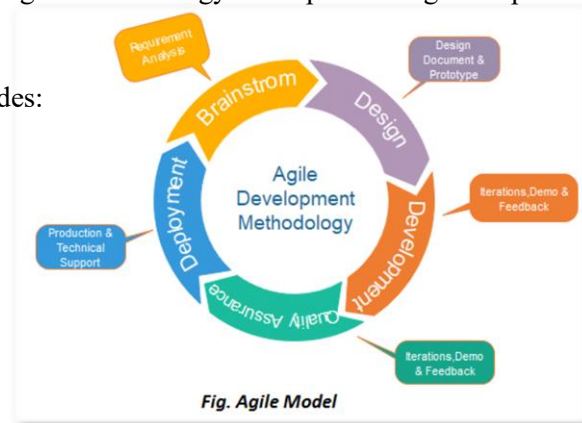 des:
Requirement
Analysis
Brainstrom
Design
Document &
Prototype
Design
Iterations,Demo &
Feedback
Development
Agile
Development
Methodology
Deployment
Production &
Technical
Support
Quality Assurance
Iterations,Demo
& Feedback
Fig. Agile Model